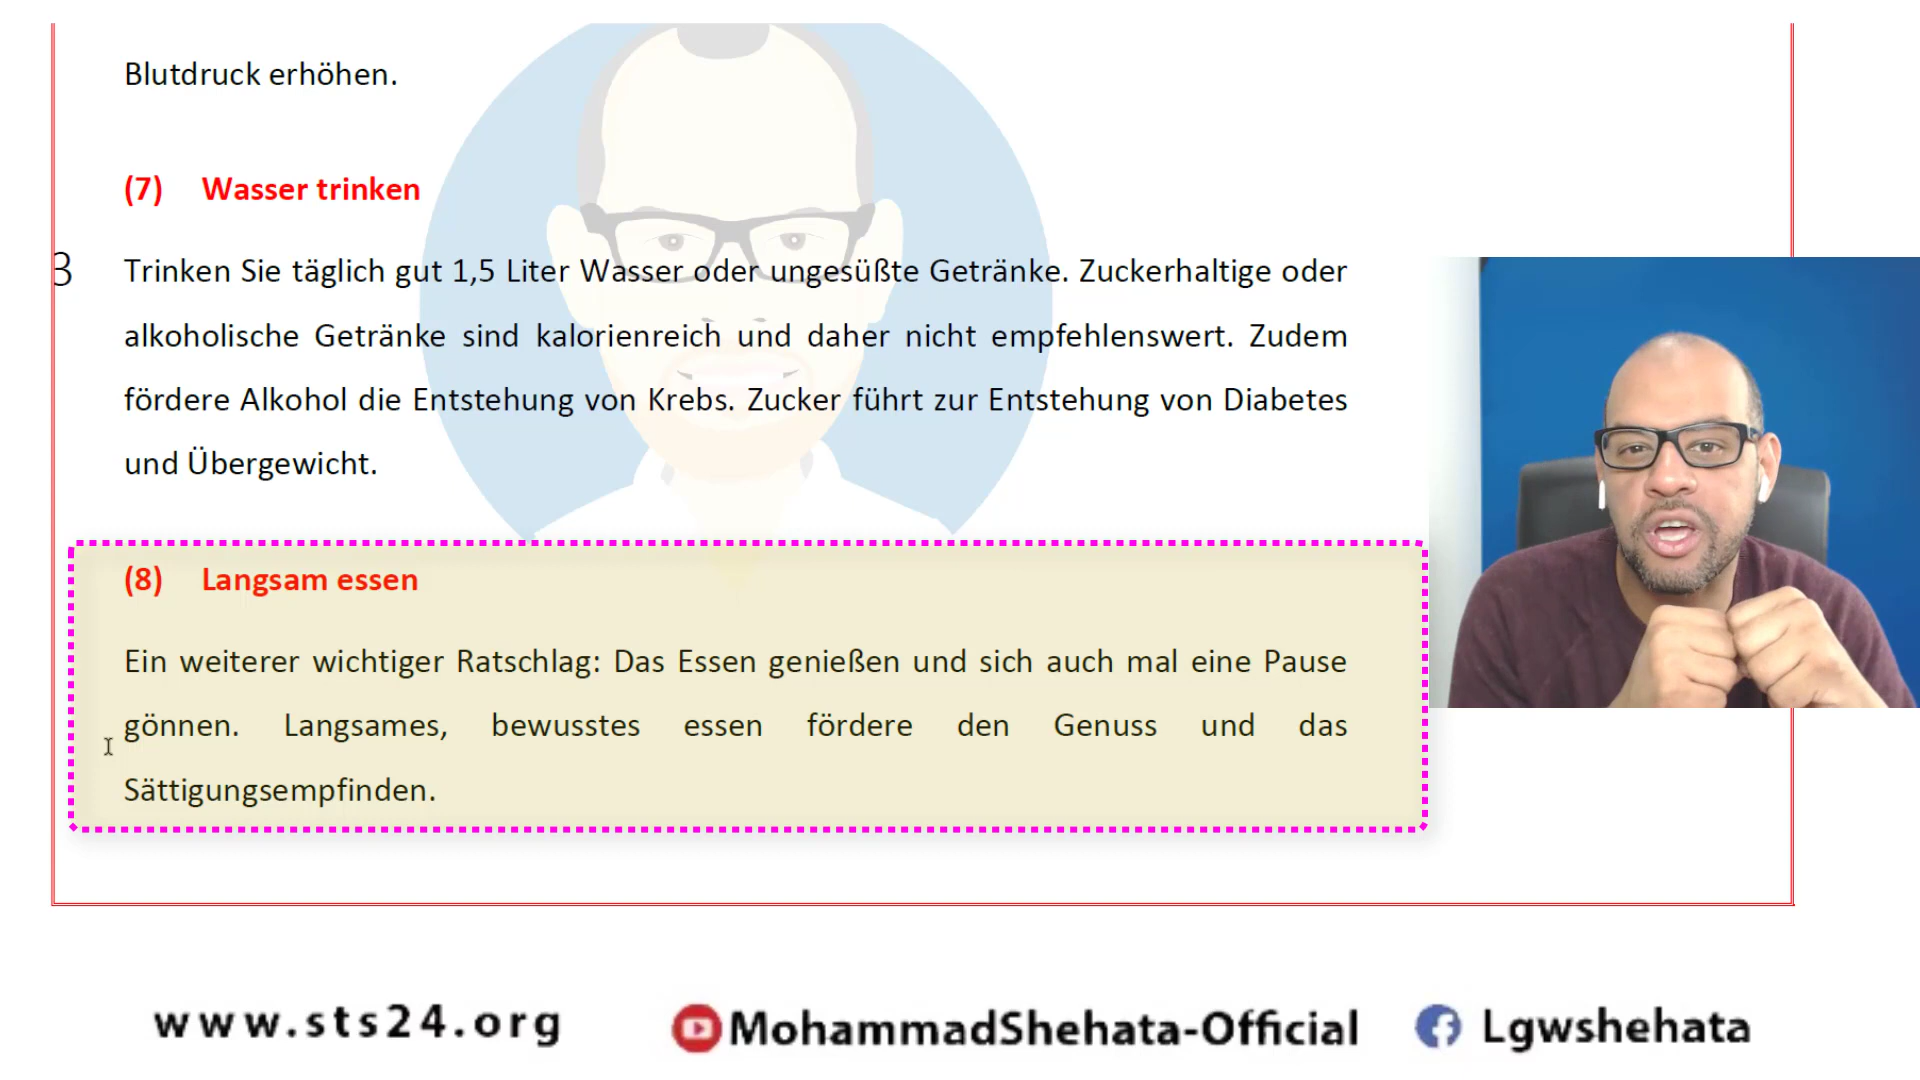 Blutdruck erhöhen.
(7) Wasser trinken
3
Trinken Sie täglich gut 1,5 Liter Wasser oder ungesüßte Getränke. Zuckerhaltige oder
alkoholische Getränke sind kalorienreich und daher nicht empfehlenswert. Zudem
fördere Alkohol die Entstehung von Krebs. Zucker führt zur Entstehung von Diabetes
und Übergewicht.
(8) Langsam essen
Ein weiterer wichtiger Ratschlag: Das Essen genießen und sich auch mal eine Pause
gönnen. Langsames, bewusstes essen fördere den Genuss und das
Sättigungsempfinden.
www.sts24.org
MohammadShehata-Official
Lgwshehata